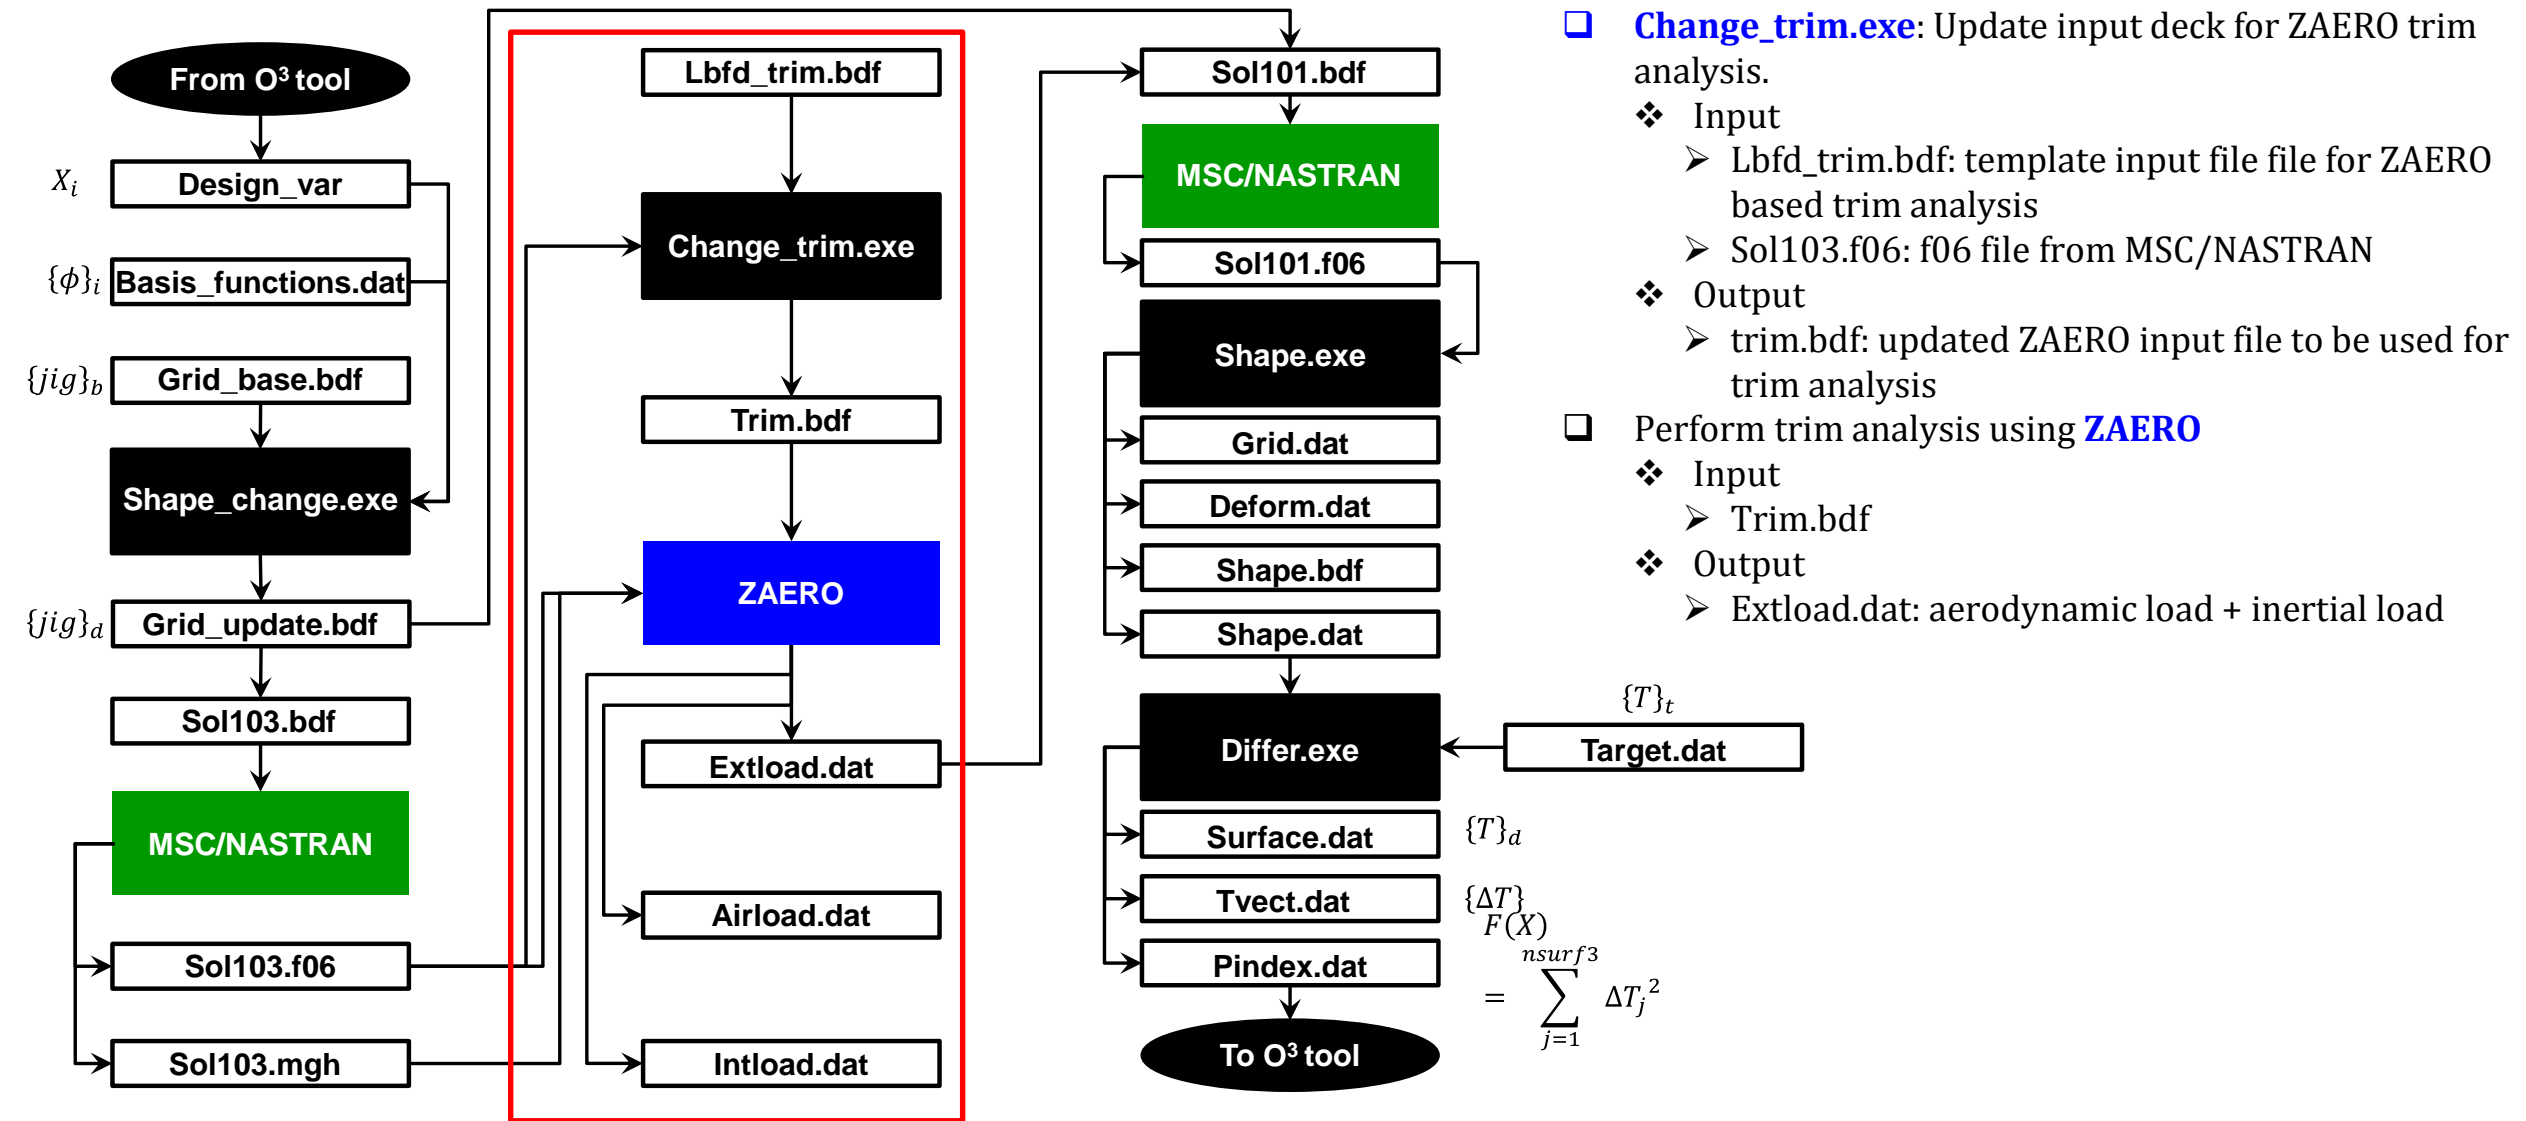 From O³ tool
X_i
Design_var
{ϕ}_i
Basis_functions.dat
{jig}_b
Grid_base.bdf
Shape_change.exe
{jig}_d
Grid_update.bdf
Sol103.bdf
MSC/NASTRAN
Sol103.f06
Sol103.mgh
Lbfd_trim.bdf
Change_trim.exe
Trim.bdf
ZAERO
Extload.dat
Airload.dat
Intload.dat
Sol101.bdf
MSC/NASTRAN
Sol101.f06
Shape.exe
Grid.dat
Deform.dat
Shape.bdf
Shape.dat
Differ.exe
{T}_t
Target.dat
Surface.dat
{T}_d
Tvect.dat
{ΔT}
Pindex.dat
F(X)
= ∑_{j=1}^{nsurf3} ΔT_j²
To O³ tool
❑ Change_trim.exe: Update input deck for ZAERO trim
analysis.
❖ Input
➢ Lbfd_trim.bdf: template input file file for ZAERO
based trim analysis
➢ Sol103.f06: f06 file from MSC/NASTRAN
❖ Output
➢ trim.bdf: updated ZAERO input file to be used for
trim analysis
❑ Perform trim analysis using ZAERO
❖ Input
➢ Trim.bdf
❖ Output
➢ Extload.dat: aerodynamic load + inertial load